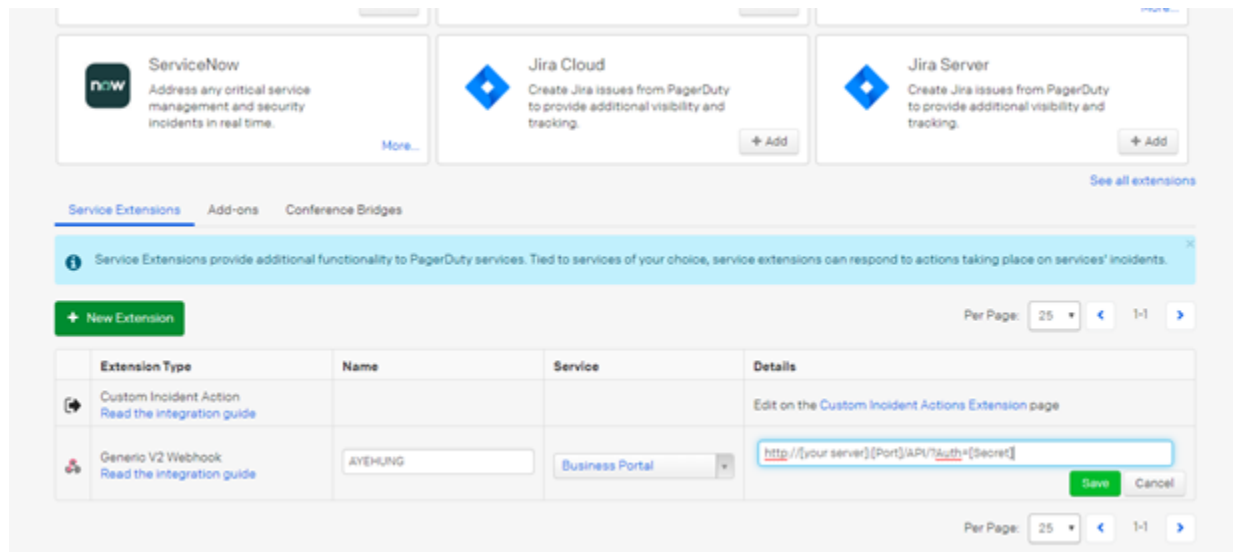 More...
ServiceNow
Address any critical service
management and security
incidents in real time.
More...
now
Jira Cloud
Create Jira issues from PagerDuty
to provide additional visibility and
tracking.
+ Add
Jira Server
Create Jira issues from PagerDuty
to provide additional visibility and
tracking.
+ Add
See all extensions
Service Extensions Add-ons Conference Bridges
Service Extensions provide additional functionality to PagerDuty services. Tied to services of your choice, service extensions can respond to actions taking place on services' incidents.
+ New Extension
Per Page: 25 1-1
Extension Type Name Service Details
Custom Incident Action
Read the integration guide
Edit on the Custom Incident Actions Extension page
Generic V2 Webhook
Read the integration guide
AYEHUNG
Business Portal
http://[your server]:[Port]/API/?Auth=[Secret]
Save Cancel
Per Page: 25 1-1